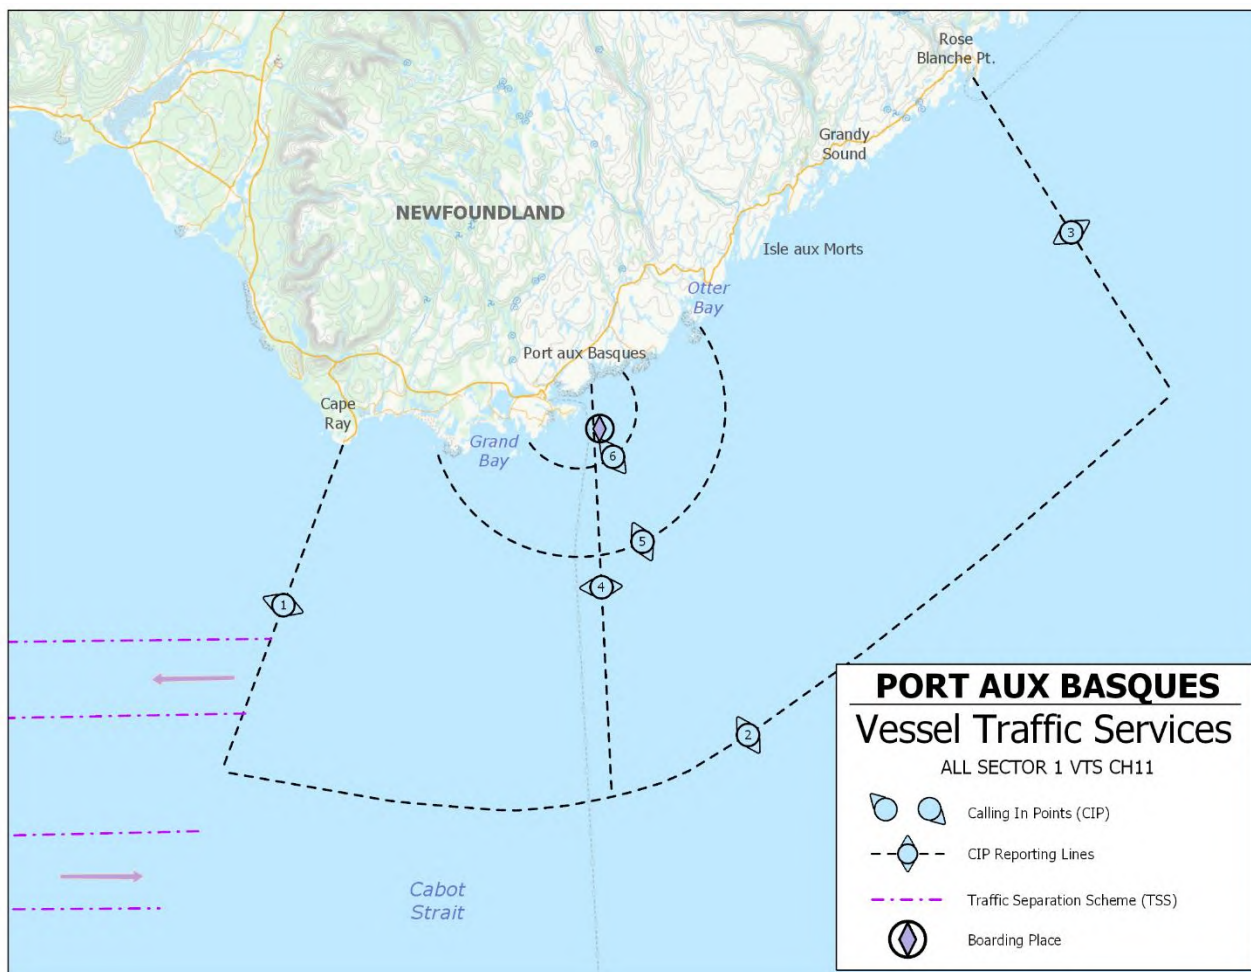 Rose
Blanche Pt.
Grandy
Sound
NEWFOUNDLAND
3
Isle aux Morts
Otter
Bay
Port aux Basques
Cape
Ray
Grand
Bay
6
5
4
1
2
Cabot
Strait
PORT AUX BASQUES
Vessel Traffic Services
ALL SECTOR 1 VTS CH11
Calling In Points (CIP)
CIP Reporting Lines
Traffic Separation Scheme (TSS)
Boarding Place